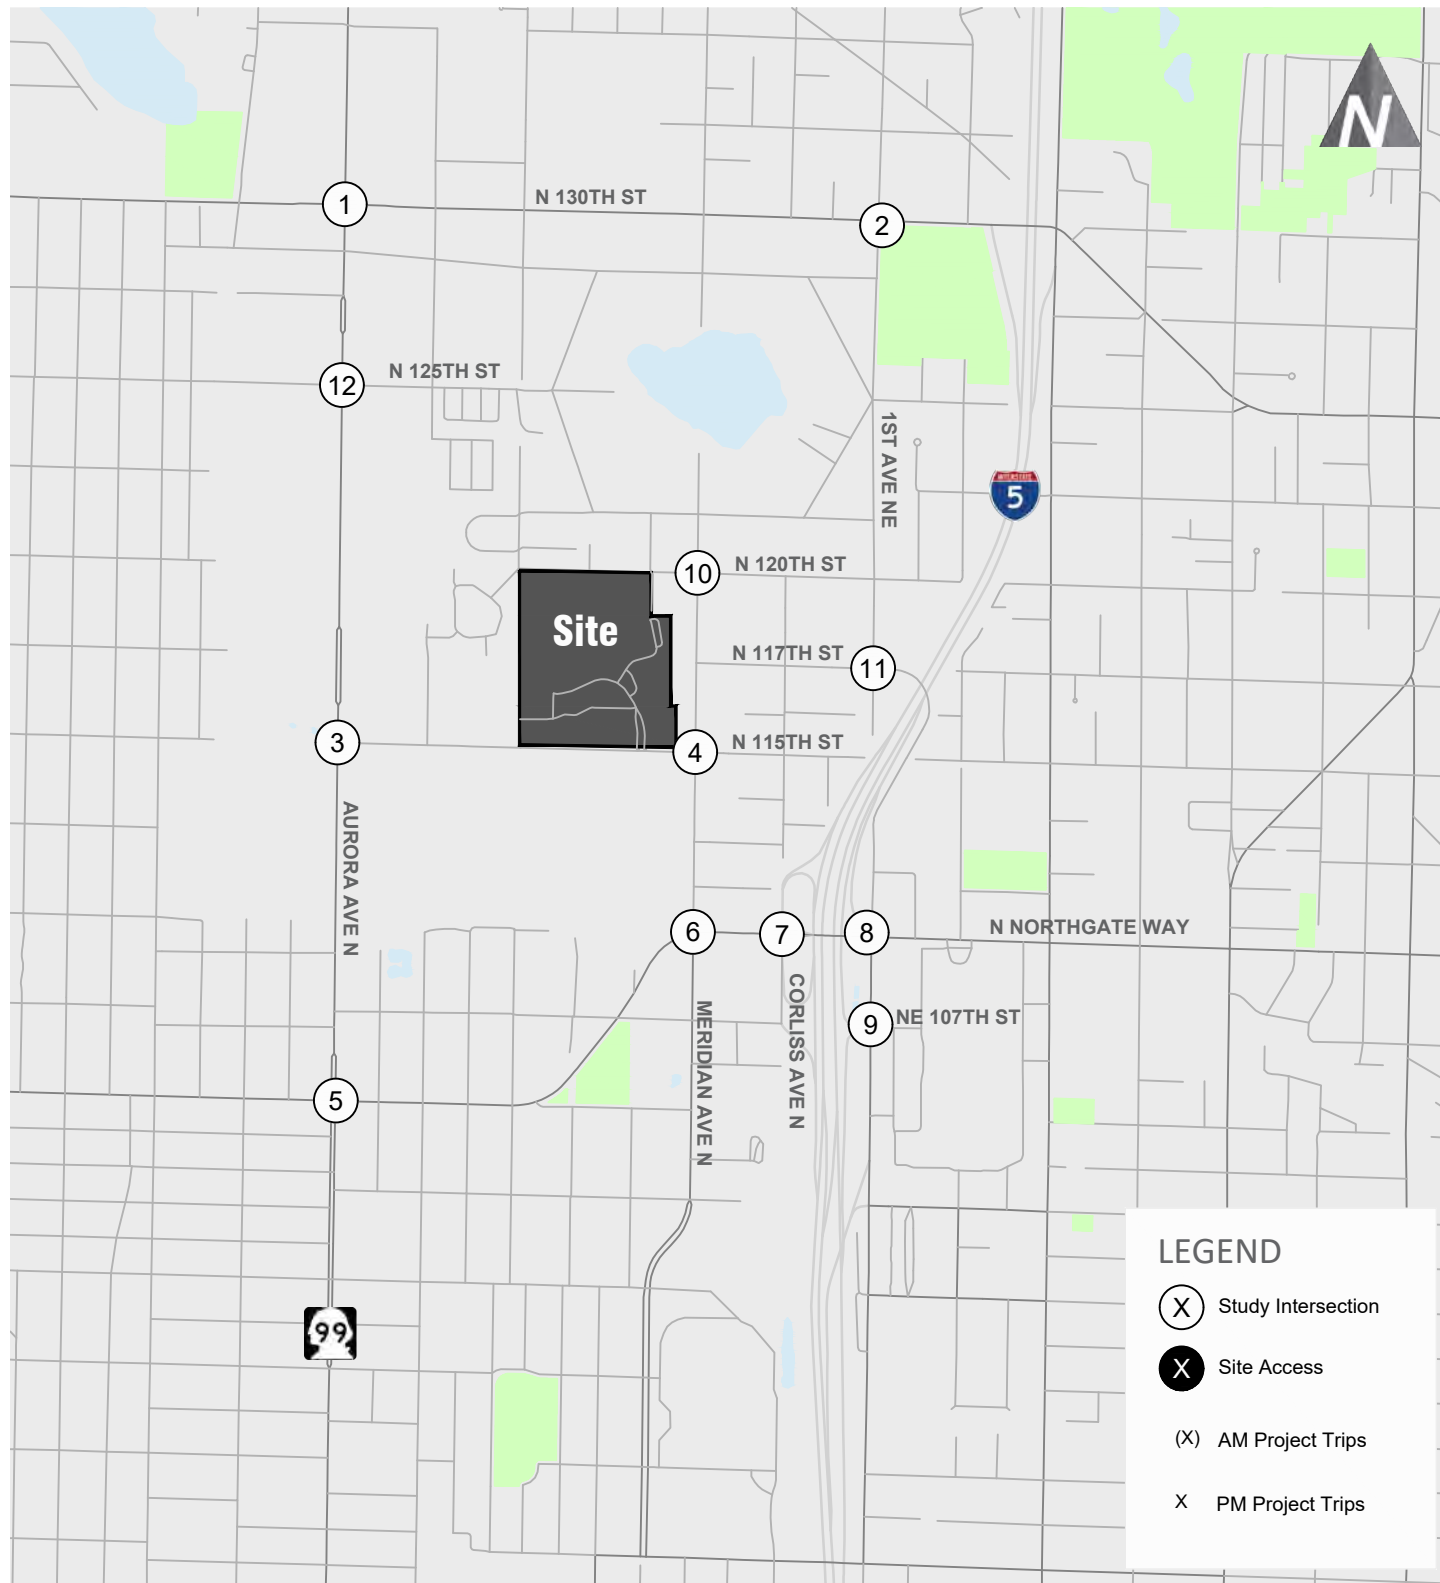 N
1
N 130TH ST
2
12
N 125TH ST
1ST AVE NE
INTERSTATE
5
10
N 120TH ST
Site
N 117TH ST
11
3
4
N 115TH ST
AURORA AVE N
6
7
8
N NORTHGATE WAY
CORLISS AVE N
MERIDIAN AVE N
9
NE 107TH ST
5
99
LEGEND
X Study Intersection
X Site Access
(X) AM Project Trips
X PM Project Trips